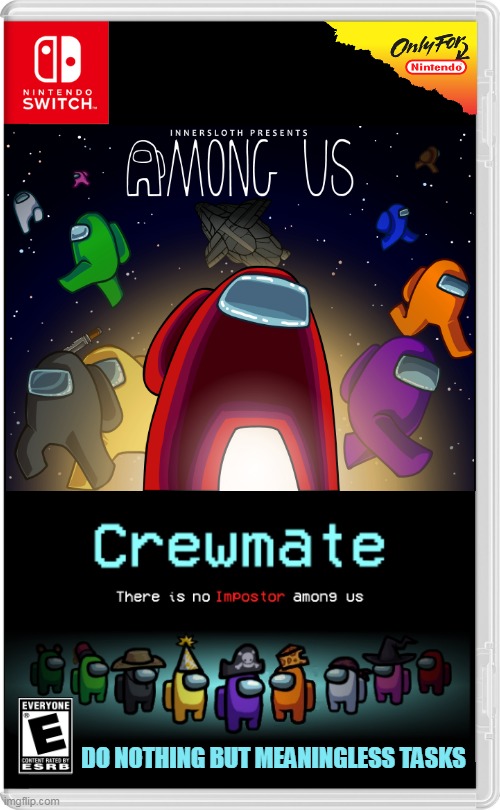 NINTENDO
SWITCH™
Only For
Nintendo
INNERSLOTH PRESENTS
AMONG US
Crewmate
There is no Impostor among us
EVERYONE
E
CONTENT RATED BY
ESRB
DO NOTHING BUT MEANINGLESS TASKS
imgflip.com